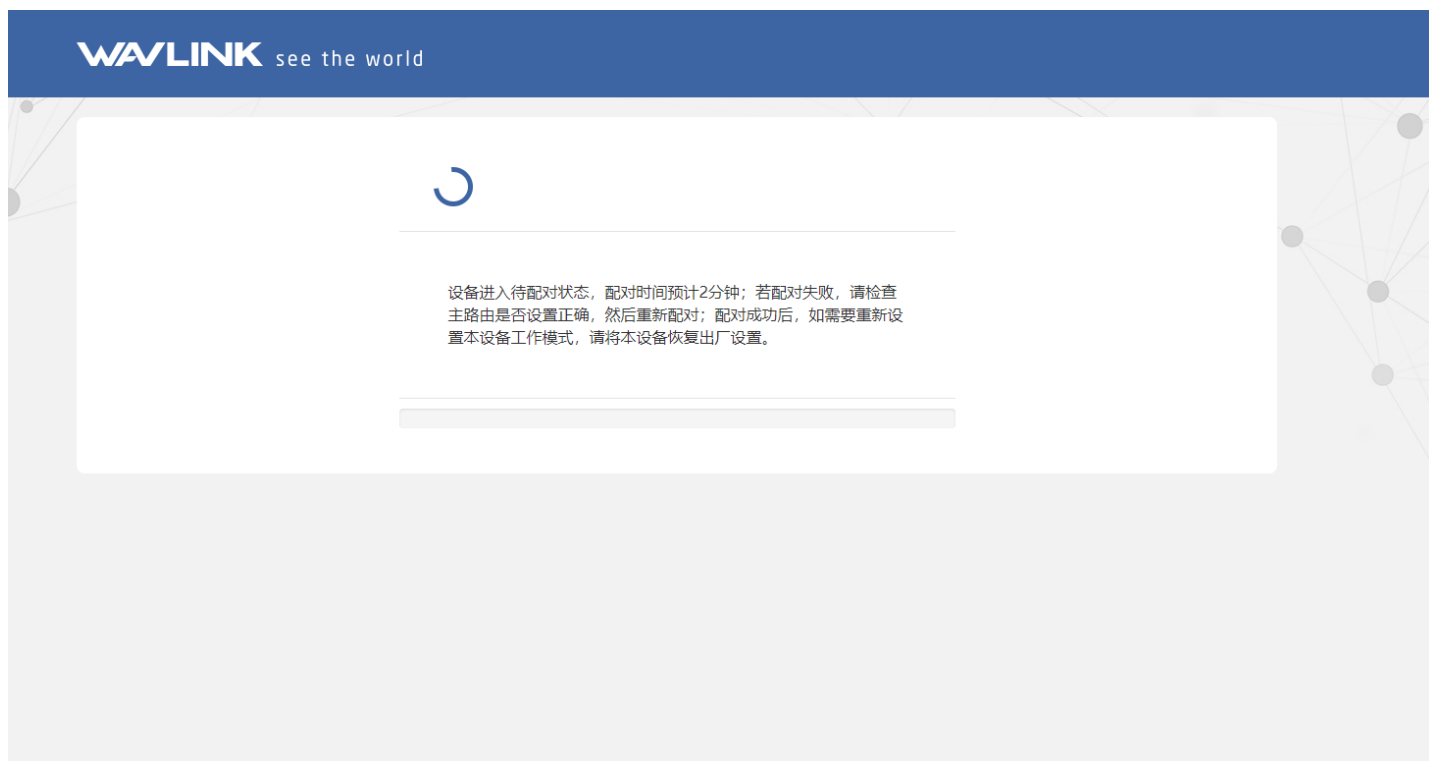 WAVLINK see the world
设备进入待配对状态，配对时间预计2分钟；若配对失败，请检查
主路由是否设置正确，然后重新配对；配对成功后，如需要重新设
置本设备工作模式，请将本设备恢复出厂设置。